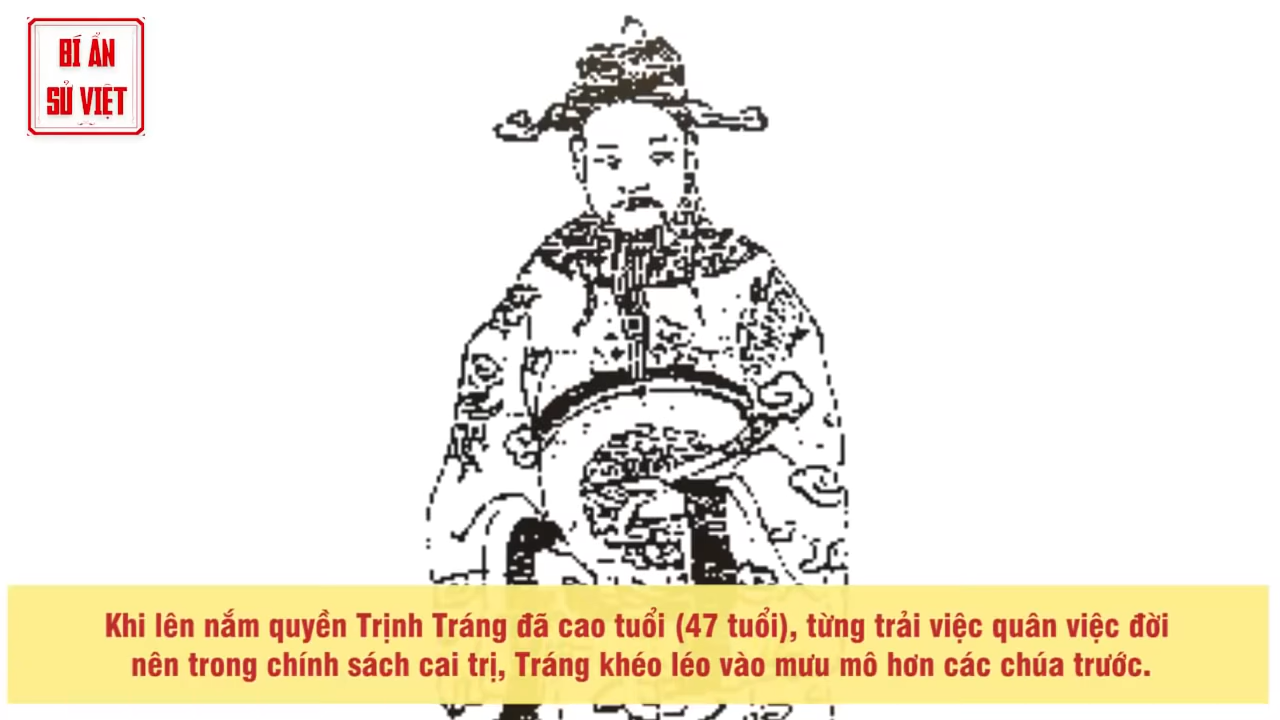 BÍ ẨN
SỬ VIỆT
Khi lên nắm quyền Trịnh Tráng đã cao tuổi (47 tuổi), từng trải việc quân việc đời
nên trong chính sách cai trị, Tráng khéo léo vào mưu mô hơn các chúa trước.